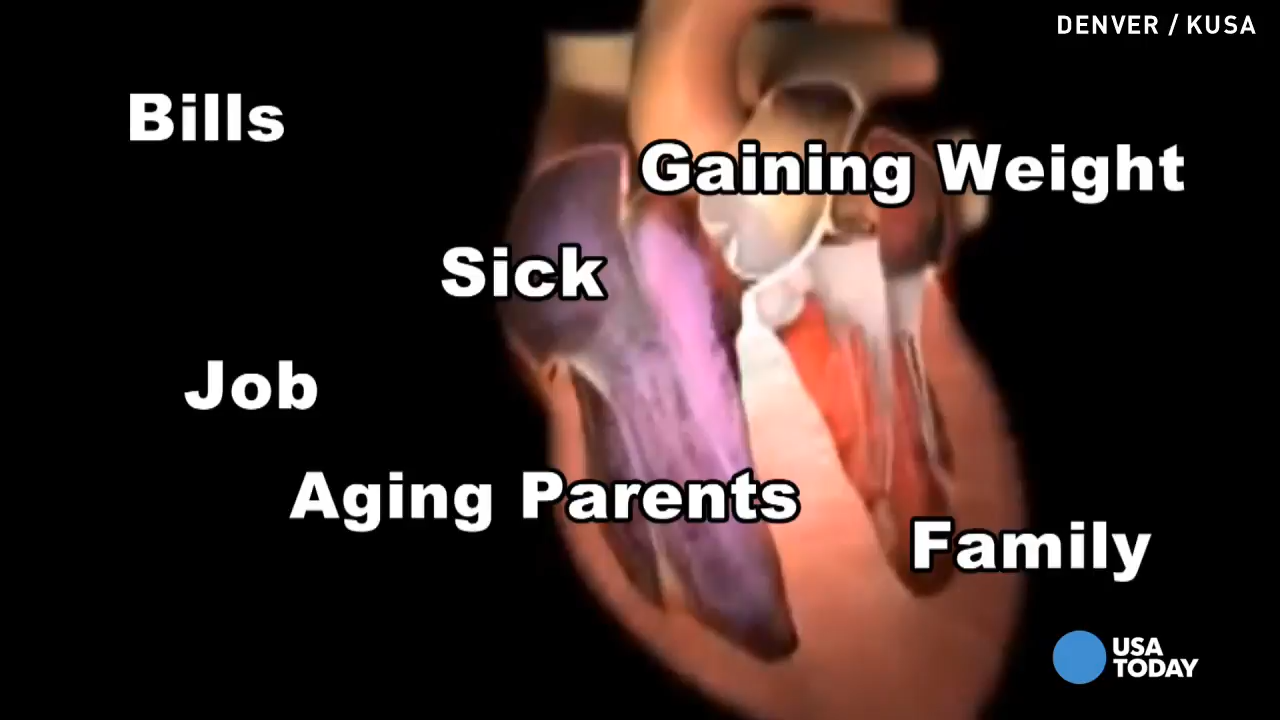 DENVER / KUSA
Bills
Gaining Weight
Sick
Job
Aging Parents
Family
USA
TODAY